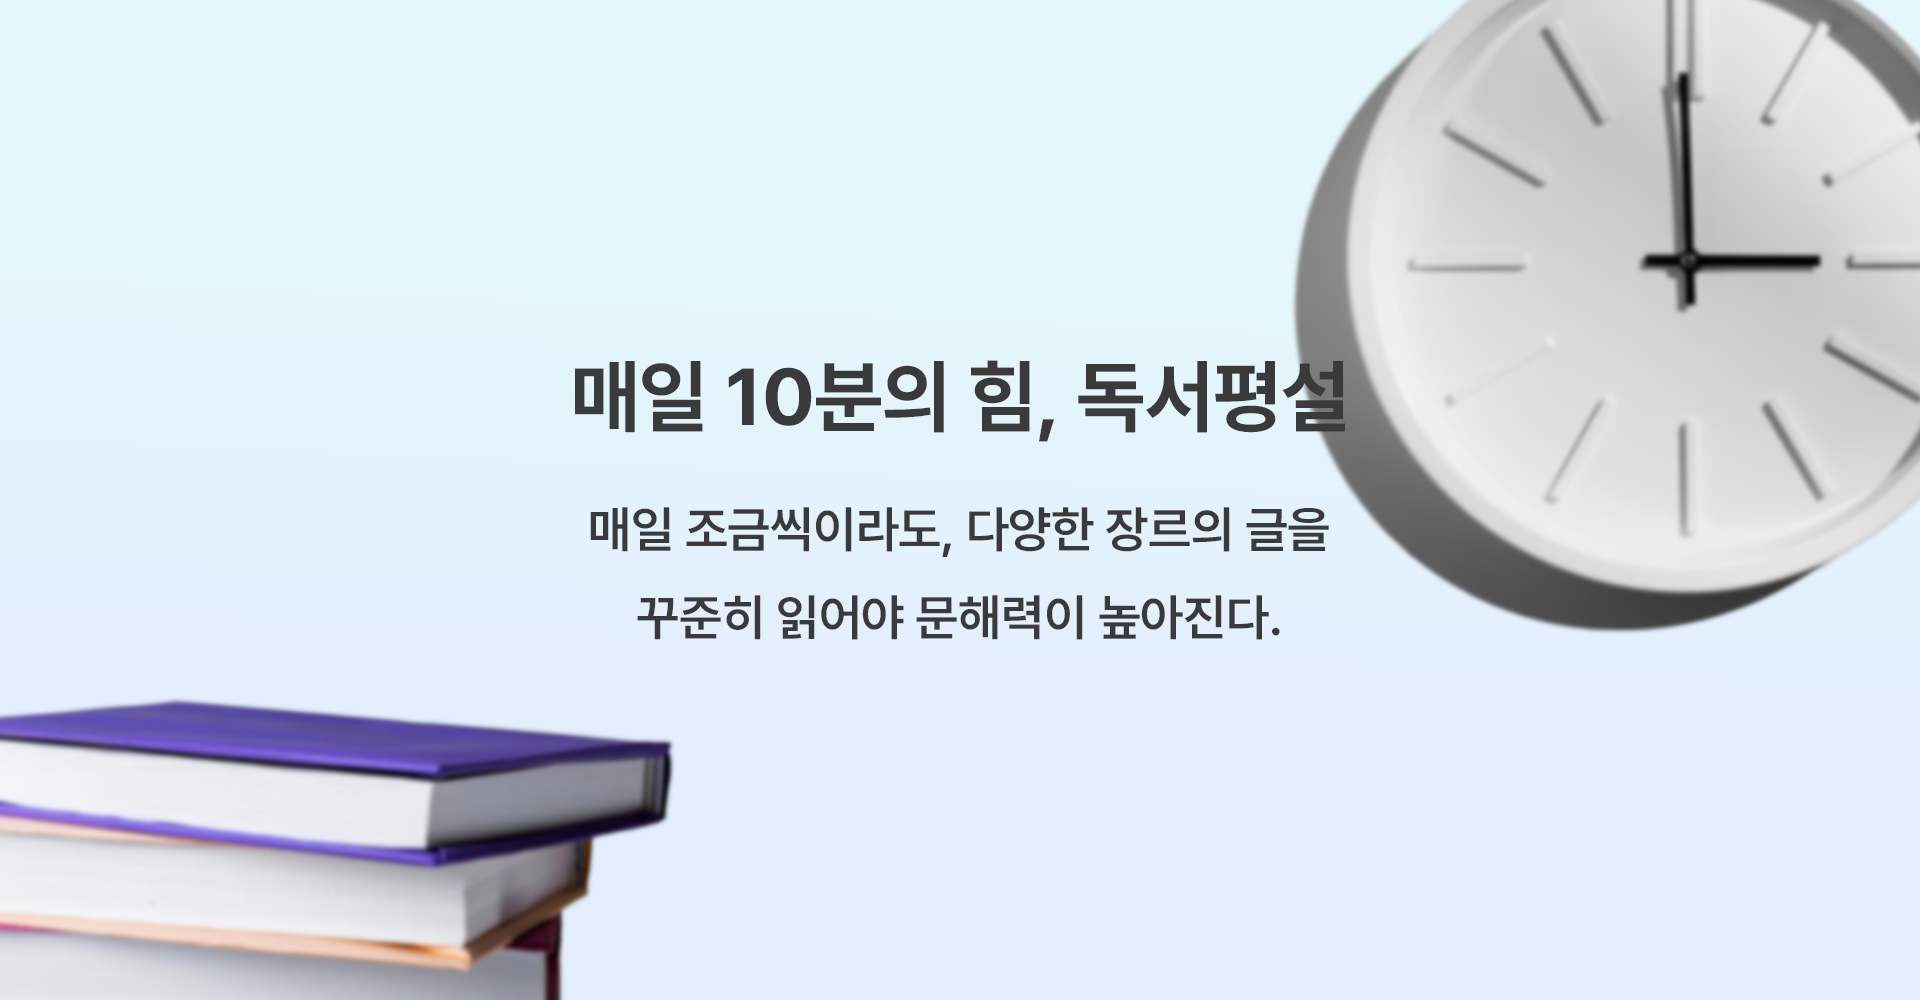 매일 10분의 힘, 독서평설
매일 조금씩이라도, 다양한 장르의 글을
꾸준히 읽어야 문해력이 높아진다.